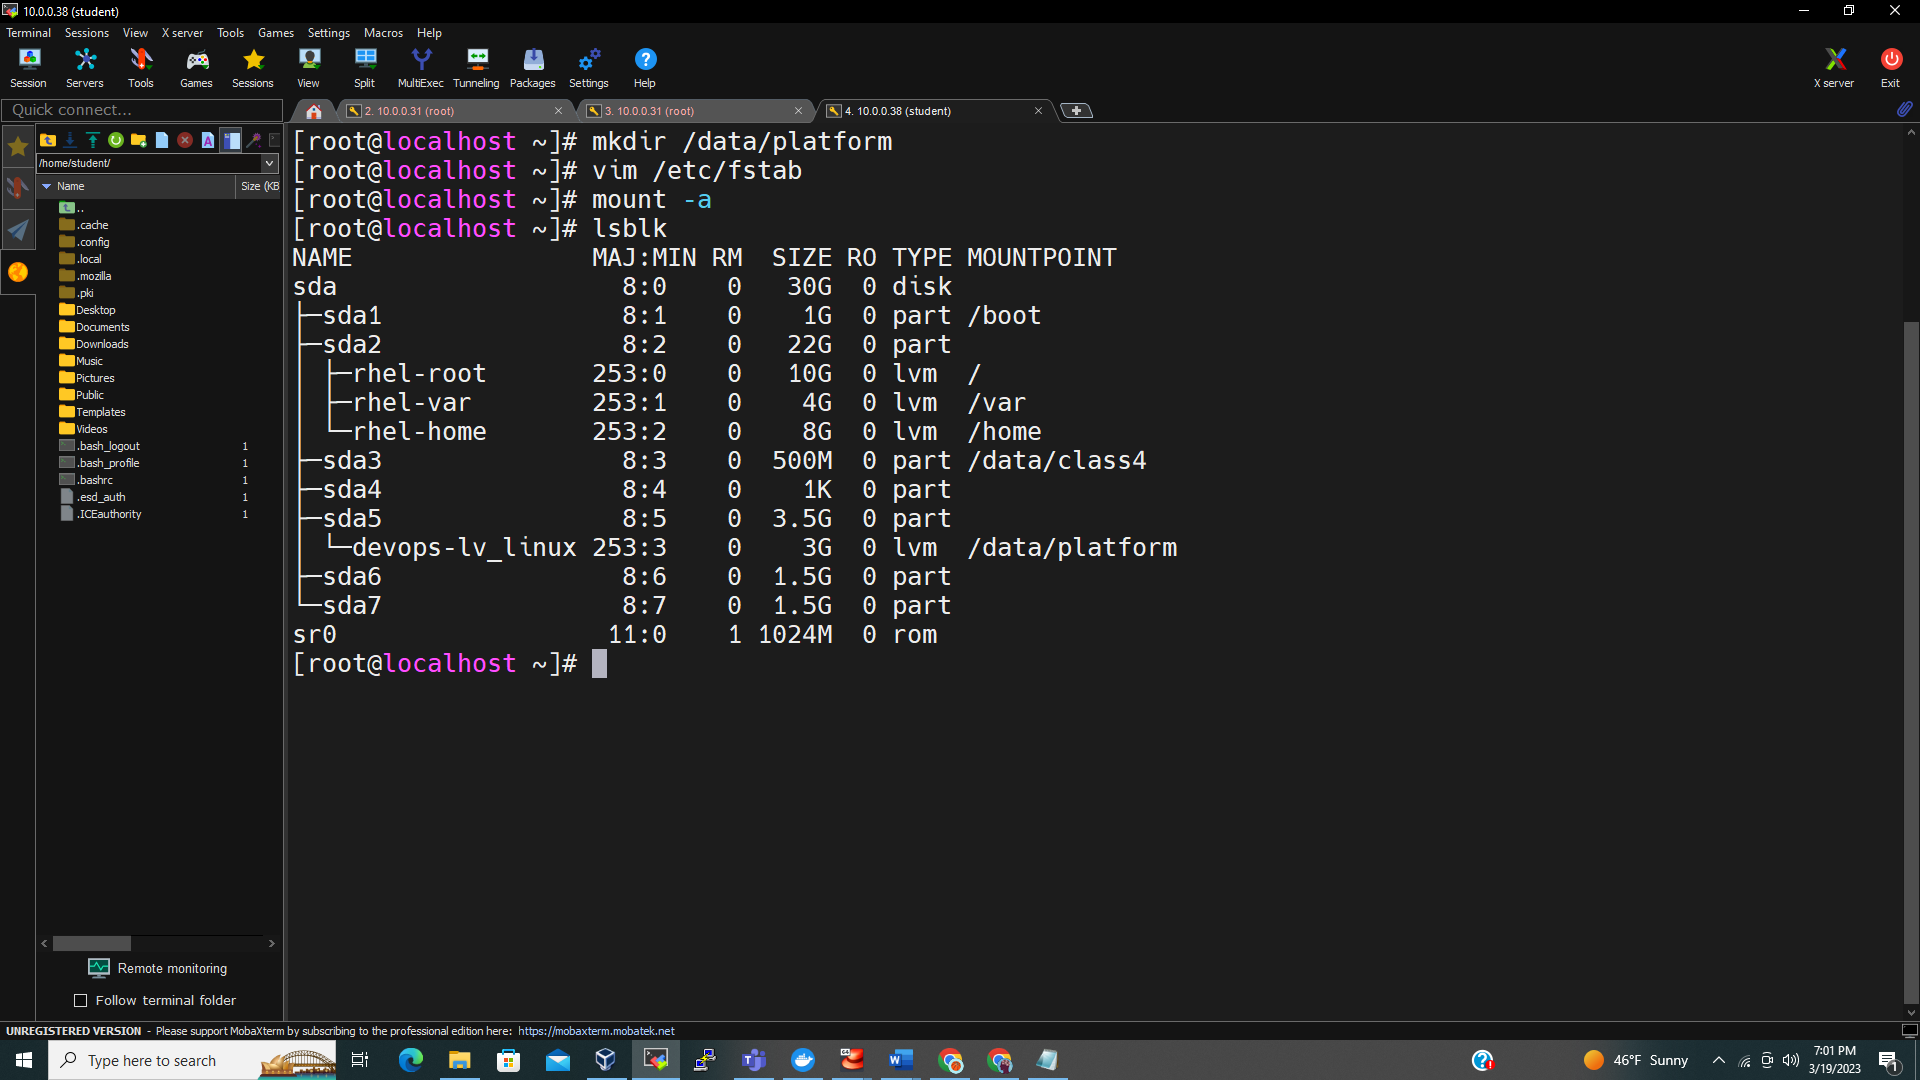 10.0.0.38 (student)
Terminal Sessions View X server Tools Games Settings Macros Help
Session Servers Tools Games Sessions View Split MultiExec Tunneling Packages Settings Help X server Exit
Quick connect...
2. 10.0.0.31 (root)
3. 10.0.0.31 (root)
4. 10.0.0.38 (student)
/home/student/
Name Size (KB
..
.cache
.config
.local
.mozilla
.pki
Desktop
Documents
Downloads
Music
Pictures
Public
Templates
Videos
.bash_logout 1
.bash_profile 1
.bashrc 1
.esd_auth 1
.ICEauthority 1
Remote monitoring
Follow terminal folder
[root@localhost ~]# mkdir /data/platform
[root@localhost ~]# vim /etc/fstab
[root@localhost ~]# mount -a
[root@localhost ~]# lsblk
NAME MAJ:MIN RM SIZE RO TYPE MOUNTPOINT
sda 8:0 0 30G 0 disk
├─sda1 8:1 0 1G 0 part /boot
├─sda2 8:2 0 22G 0 part
│ ├─rhel-root 253:0 0 10G 0 lvm /
│ ├─rhel-var 253:1 0 4G 0 lvm /var
│ └─rhel-home 253:2 0 8G 0 lvm /home
├─sda3 8:3 0 500M 0 part /data/class4
├─sda4 8:4 0 1K 0 part
├─sda5 8:5 0 3.5G 0 part
│ └─devops-lv_linux 253:3 0 3G 0 lvm /data/platform
├─sda6 8:6 0 1.5G 0 part
└─sda7 8:7 0 1.5G 0 part
sr0 11:0 1 1024M 0 rom
[root@localhost ~]#
UNREGISTERED VERSION - Please support MobaXterm by subscribing to the professional edition here: https://mobaxterm.mobatek.net
Type here to search
46°F Sunny
7:01 PM
3/19/2023
1